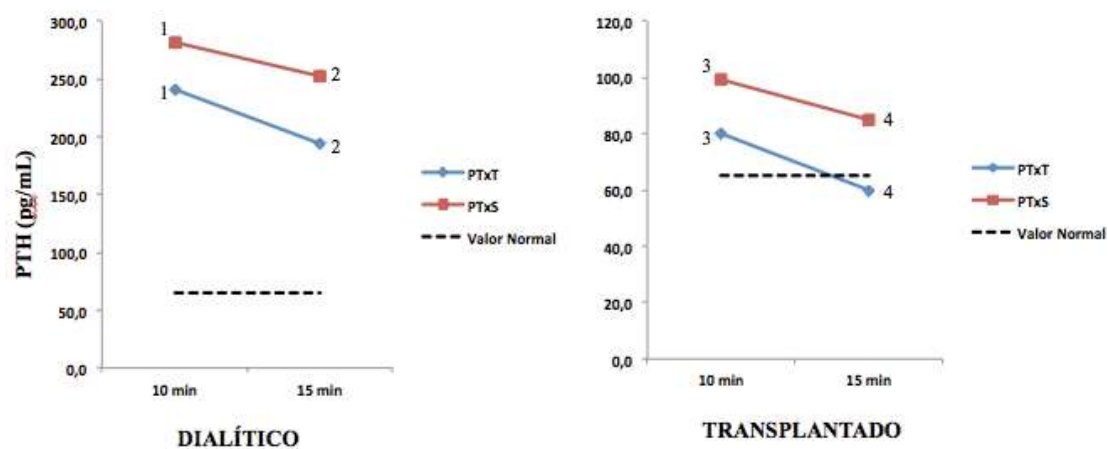 300,0
250,0
200,0
150,0
100,0
50,0
0,0
PTH (pg/mL)
1
1
2
2
10 min
15 min
PTxT
PTxS
Valor Normal
DIALÍTICO
120,0
100,0
80,0
60,0
40,0
20,0
0,0
3
3
4
4
10 min
15 min
PTxT
PTxS
Valor Normal
TRANSPLANTADO